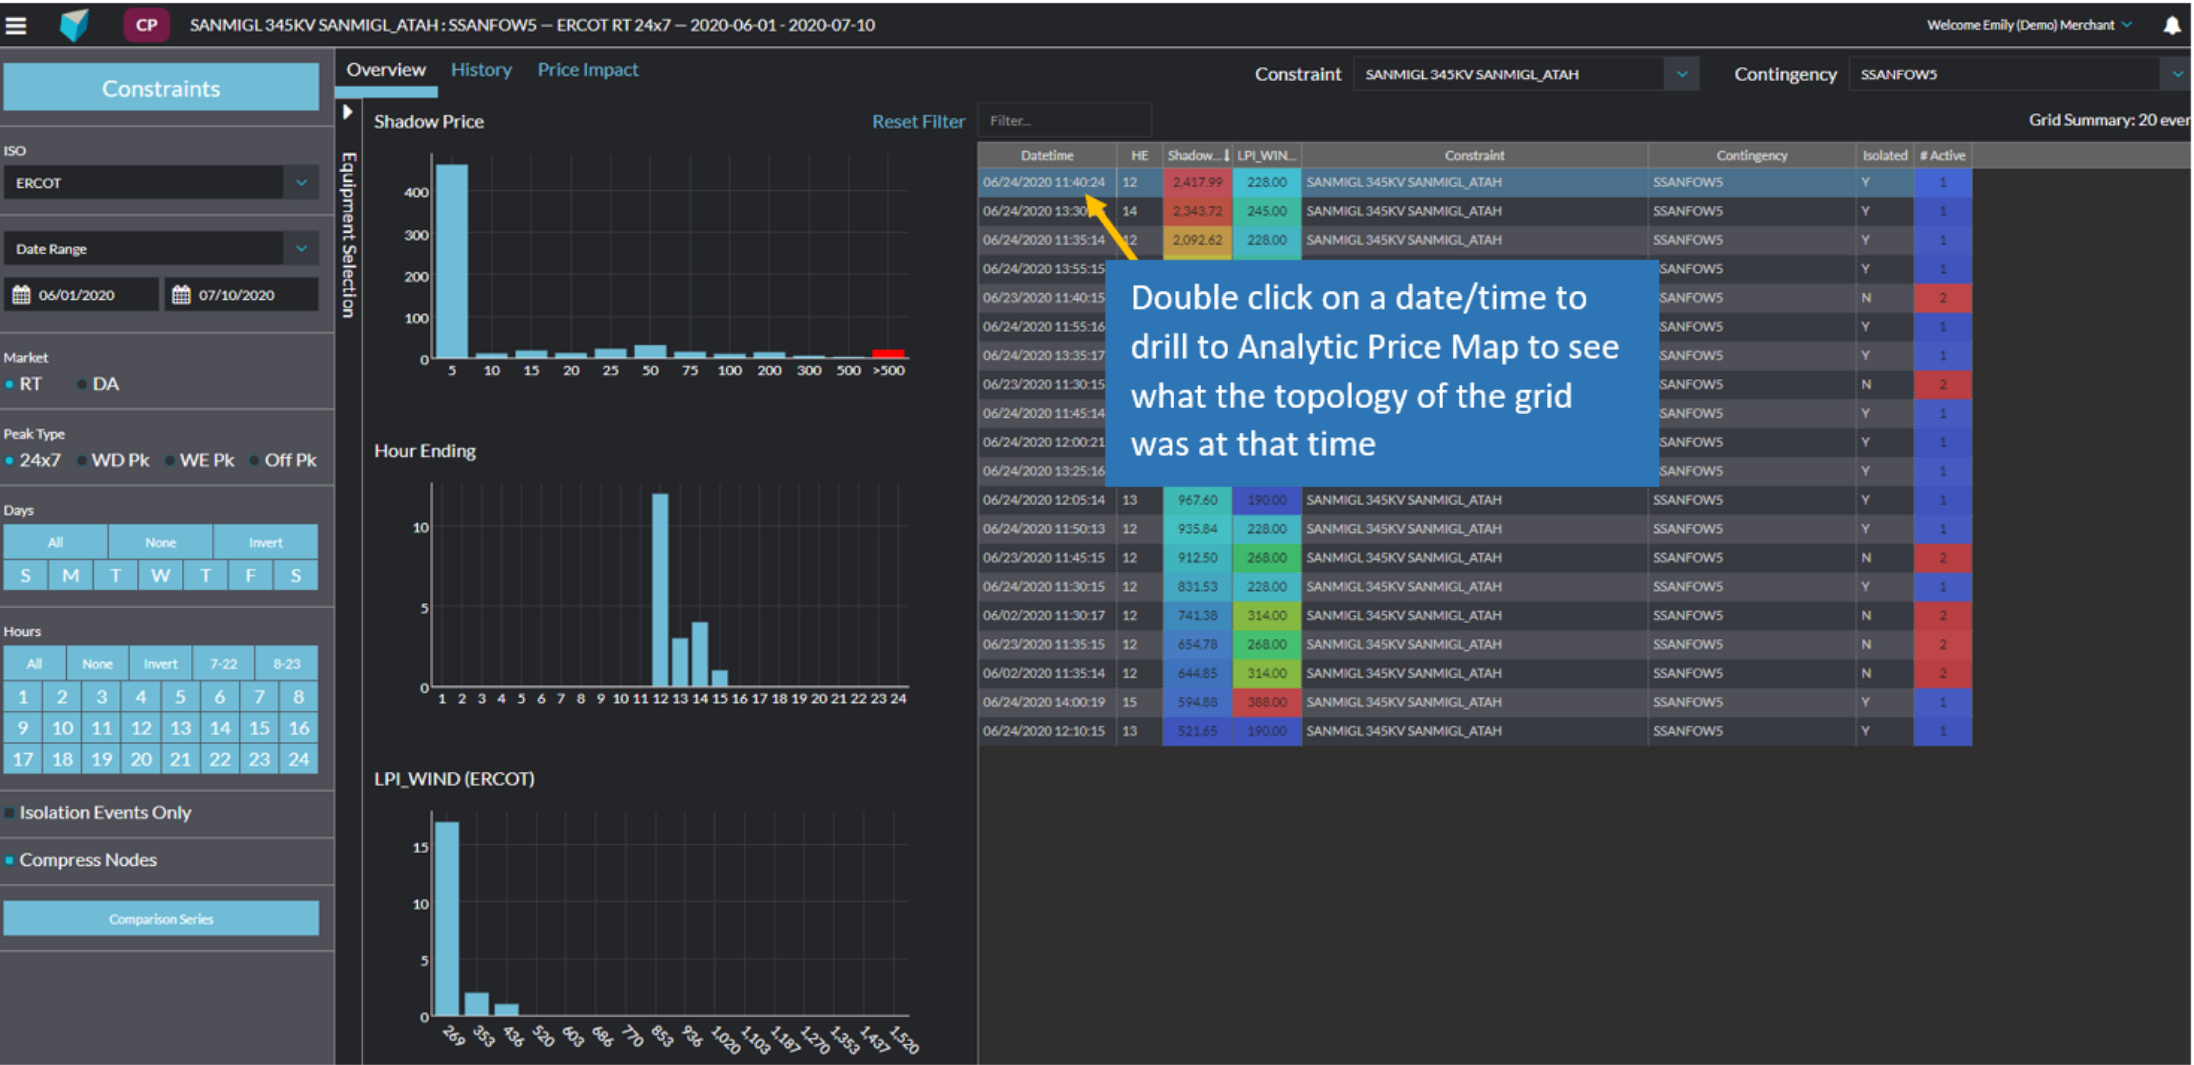 CP SANMIGL 345KV SANMIGL_ATAH : SSANFOW5 — ERCOT RT 24x7 — 2020-06-01 - 2020-07-10
Welcome Emily (Demo) Merchant
Constraints
ISO
ERCOT
Date Range
06/01/2020 07/10/2020
Market
RT DA
Peak Type
24x7 WD Pk WE Pk Off Pk
Days
All None Invert
S M T W T F S
Hours
All None Invert 7-22 8-23
1 2 3 4 5 6 7 8
9 10 11 12 13 14 15 16
17 18 19 20 21 22 23 24
Isolation Events Only
Compress Nodes
Comparison Series
Overview History Price Impact
Constraint SANMIGL 345KV SANMIGL_ATAH Contingency SSANFOW5
Equipment Selection
Shadow Price Reset Filter
400
300
200
100
0
5 10 15 20 25 50 75 100 200 300 500 >500
Hour Ending
10
5
0
1 2 3 4 5 6 7 8 9 10 11 12 13 14 15 16 17 18 19 20 21 22 23 24
LPI_WIND (ERCOT)
15
10
5
0
269 353 436 520 603 686 770 853 936 1,020 1,103 1,187 1,270 1,353 1,437 1,520
Filter... Grid Summary: 20 ever
Datetime HE Shadow... LPI_WIN... Constraint Contingency Isolated # Active
06/24/2020 11:40:24 12 2,417.99 228.00 SANMIGL 345KV SANMIGL_ATAH SSANFOW5 Y 1
06/24/2020 13:30 14 2,343.72 245.00 SANMIGL 345KV SANMIGL_ATAH SSANFOW5 Y 1
06/24/2020 11:35:14 12 2,092.62 228.00 SANMIGL 345KV SANMIGL_ATAH SSANFOW5 Y 1
06/24/2020 13:55:15 SANFOW5 Y 1
06/23/2020 11:40:15 SANFOW5 N 2
06/24/2020 11:55:16 SANFOW5 Y 1
06/24/2020 13:35:17 SANFOW5 Y 1
06/23/2020 11:30:15 SANFOW5 N 2
06/24/2020 11:45:14 SANFOW5 Y 1
06/24/2020 12:00:21 SANFOW5 Y 1
06/24/2020 13:25:16 SANFOW5 Y 1
06/24/2020 12:05:14 13 967.60 190.00 SANMIGL 345KV SANMIGL_ATAH SSANFOW5 Y 1
06/24/2020 11:50:13 12 935.84 228.00 SANMIGL 345KV SANMIGL_ATAH SSANFOW5 Y 1
06/23/2020 11:45:15 12 912.50 268.00 SANMIGL 345KV SANMIGL_ATAH SSANFOW5 N 2
06/24/2020 11:30:15 12 831.53 228.00 SANMIGL 345KV SANMIGL_ATAH SSANFOW5 Y 1
06/02/2020 11:30:17 12 741.38 314.00 SANMIGL 345KV SANMIGL_ATAH SSANFOW5 N 2
06/23/2020 11:35:15 12 654.78 268.00 SANMIGL 345KV SANMIGL_ATAH SSANFOW5 N 2
06/02/2020 11:35:14 12 644.85 314.00 SANMIGL 345KV SANMIGL_ATAH SSANFOW5 N 2
06/24/2020 14:00:19 15 594.88 388.00 SANMIGL 345KV SANMIGL_ATAH SSANFOW5 Y 1
06/24/2020 12:10:15 13 521.65 190.00 SANMIGL 345KV SANMIGL_ATAH SSANFOW5 Y 1
Double click on a date/time to
drill to Analytic Price Map to see
what the topology of the grid
was at that time